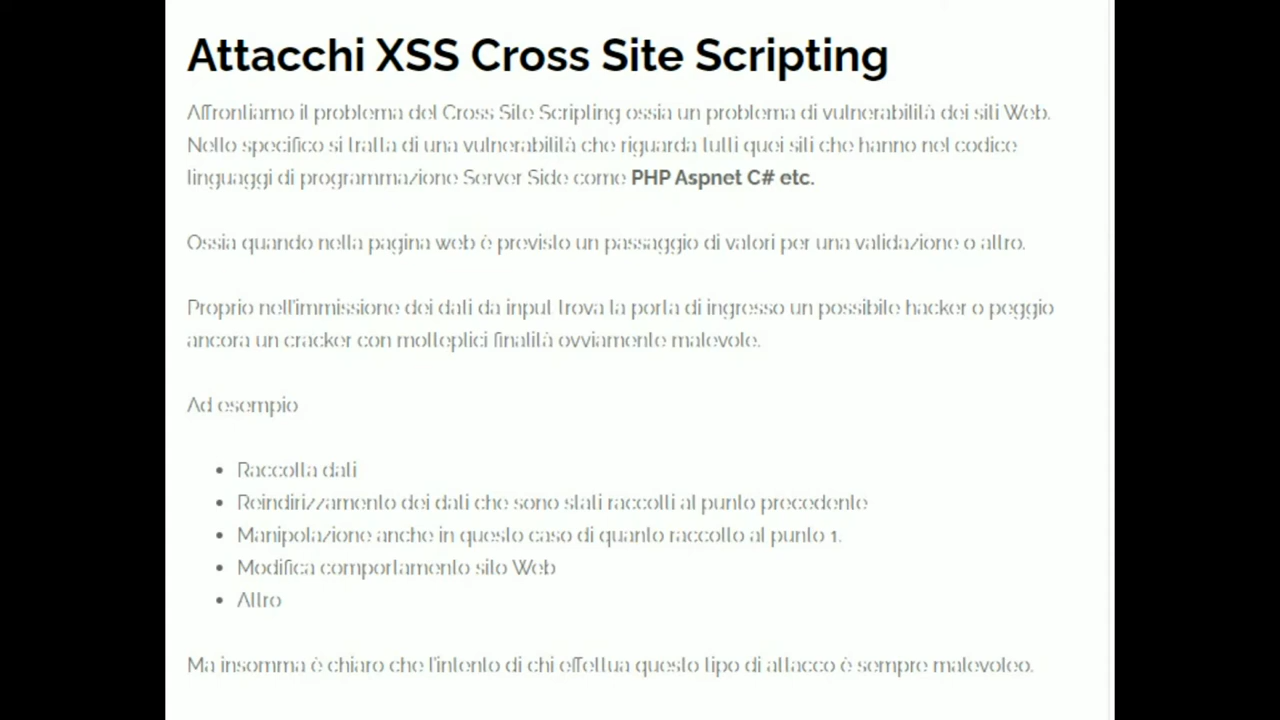 Attacchi XSS Cross Site Scripting
Affrontiamo il problema del Cross Site Scripting ossia un problema di vulnerabilità dei siti Web.
Nello specifico si tratta di una vulnerabilità che riguarda tutti quei siti che hanno nel codice
linguaggi di programmazione Server Side come PHP Aspnet C# etc.
Ossia quando nella pagina web è previsto un passaggio di valori per una validazione o altro.
Proprio nell'immissione dei dati da input trova la porta di ingresso un possibile hacker o peggio
ancora un cracker con molteplici finalità ovviamente malevole.
Ad esempio
• Raccolta dati
• Reindirizzamento dei dati che sono stati raccolti al punto precedente
• Manipolazione anche in questo caso di quanto raccolto al punto 1.
• Modifica comportamento sito Web
• Altro
Ma insomma è chiaro che l'intento di chi effettua questo tipo di attacco è sempre malevoleo.